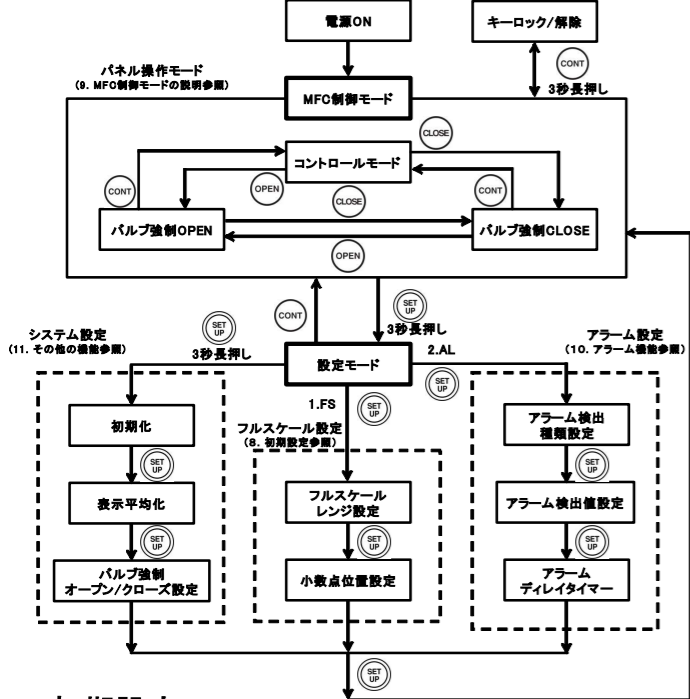 電源ON
キーロック/解除
CONT
3秒長押し
パネル操作モード
(9. MFC制御モードの説明参照)
MFC制御モード
コントロールモード
CLOSE
CONT
OPEN
CLOSE
CONT
バルブ強制OPEN
バルブ強制CLOSE
OPEN
CONT
SET UP
3秒長押し
システム設定
(11. その他の機能参照)
SET UP
3秒長押し
設定モード
2.AL
SET UP
アラーム設定
(10. アラーム機能参照)
1.FS
SET UP
フルスケール設定
(8. 初期設定参照)
初期化
SET UP
表示平均化
SET UP
バルブ強制
オープン/クローズ設定
フルスケール
レンジ設定
SET UP
小数点位置設定
アラーム検出
種類設定
SET UP
アラーム検出値設定
SET UP
アラーム
ディレイタイマー
SET UP